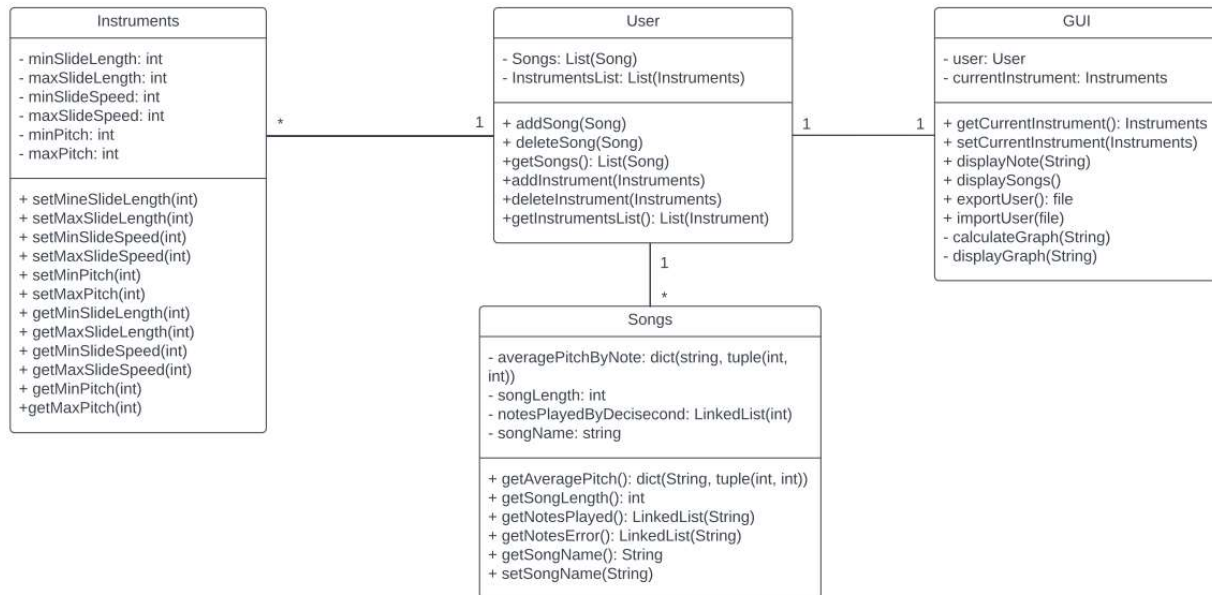 Instruments
- minSlideLength: int
- maxSlideLength: int
- minSlideSpeed: int
- maxSlideSpeed: int
- minPitch: int
- maxPitch: int
+ setMineSlideLength(int)
+ setMaxSlideLength(int)
+ setMinSlideSpeed(int)
+ setMaxSlideSpeed(int)
+ setMinPitch(int)
+ setMaxPitch(int)
+ getMinSlideLength(int)
+ getMaxSlideLength(int)
+ getMinSlideSpeed(int)
+ getMaxSlideSpeed(int)
+ getMinPitch(int)
+getMaxPitch(int)
*
1
User
- Songs: List(Song)
- InstrumentsList: List(Instruments)
+ addSong(Song)
+ deleteSong(Song)
+getSongs(): List(Song)
+addInstrument(Instruments)
+deleteInstrument(Instruments)
+getInstrumentsList(): List(Instrument)
1
1
GUI
- user: User
- currentInstrument: Instruments
+ getCurrentInstrument(): Instruments
+ setCurrentInstrument(Instruments)
+ displayNote(String)
+ displaySongs()
+ exportUser(): file
+ importUser(file)
- calculateGraph(String)
- displayGraph(String)
1
*
Songs
- averagePitchByNote: dict(string, tuple(int,
int))
- songLength: int
- notesPlayedByDecisecond: LinkedList(int)
- songName: string
+ getAveragePitch(): dict(String, tuple(int, int))
+ getSongLength(): int
+ getNotesPlayed(): LinkedList(String)
+ getNotesError(): LinkedList(String)
+ getSongName(): String
+ setSongName(String)